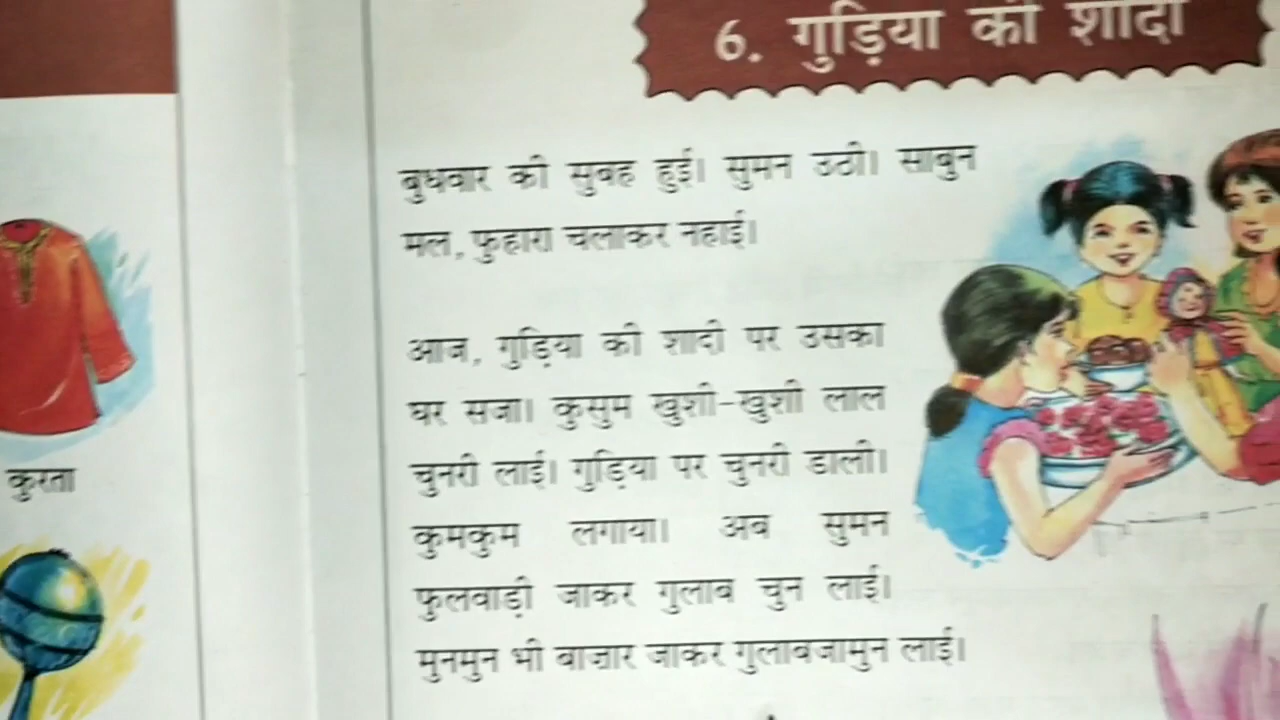 6. गुड़िया की शादी
बुधवार की सुबह हुई। सुमन उठी। साबुन
मल, फुहारा चलाकर नहाई।
आज, गुड़िया की शादी पर उसका
घर सजा। कुसुम खुशी-खुशी लाल
चुनरी लाई। गुड़िया पर चुनरी डाली।
कुमकुम लगाया। अब सुमन
फुलवाड़ी जाकर गुलाब चुन लाई।
मुनमुन भी बाज़ार जाकर गुलाबजामुन लाई।
कुरता